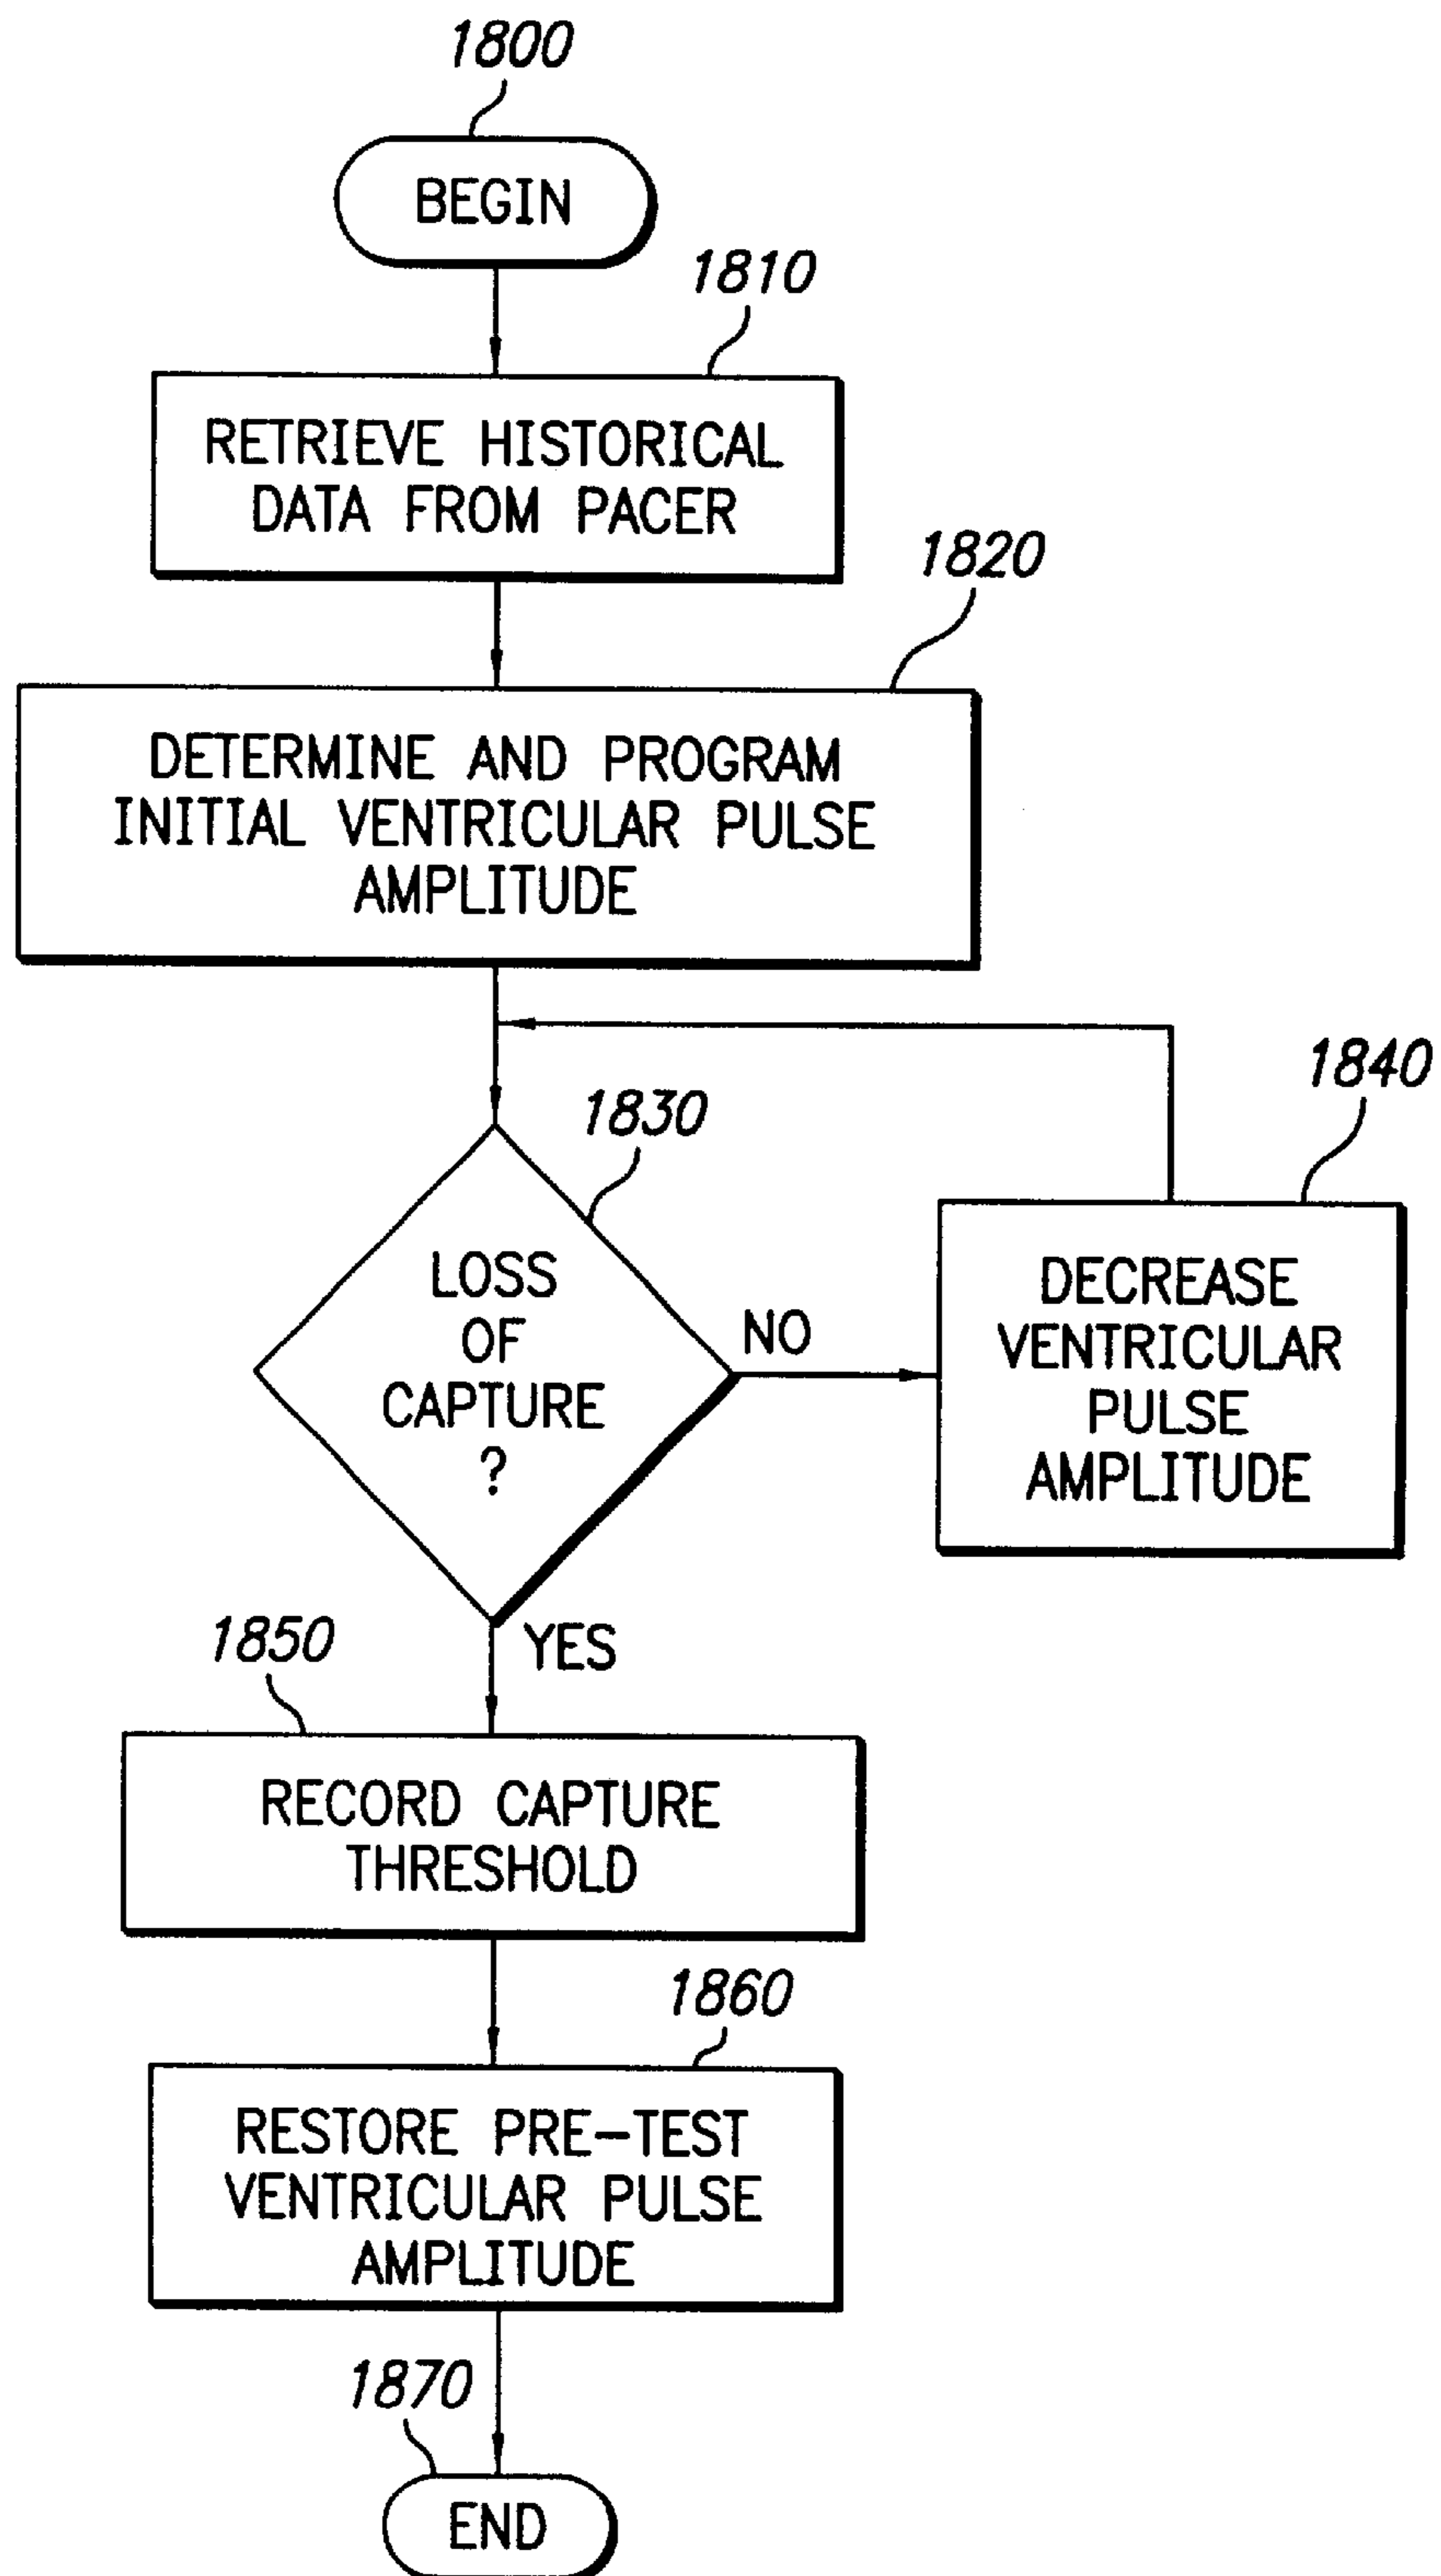 1800
BEGIN
1810
RETRIEVE HISTORICAL
DATA FROM PACER
1820
DETERMINE AND PROGRAM
INITIAL VENTRICULAR PULSE
AMPLITUDE
1830
LOSS
OF
CAPTURE
?
NO
1840
DECREASE
VENTRICULAR
PULSE
AMPLITUDE
YES
1850
RECORD CAPTURE
THRESHOLD
1860
RESTORE PRE-TEST
VENTRICULAR PULSE
AMPLITUDE
1870
END